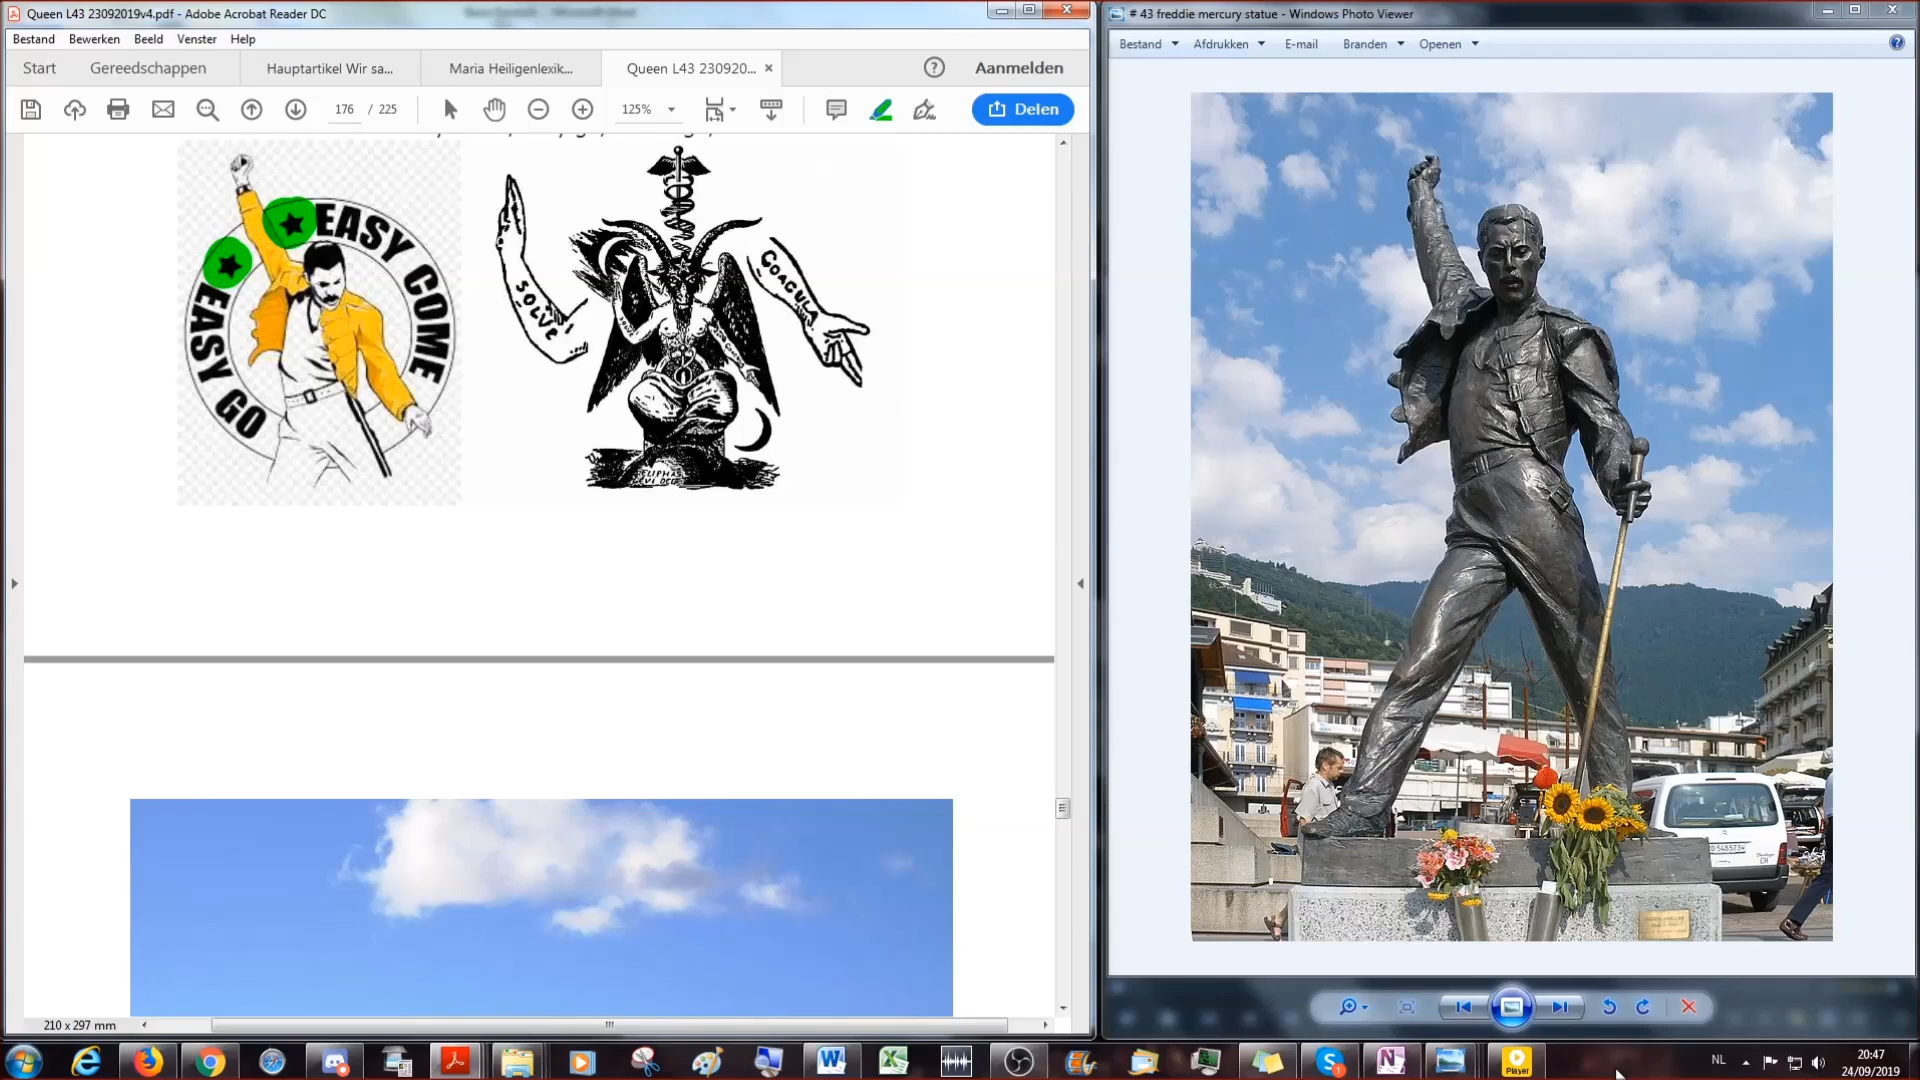 Queen L43 23092019v4.pdf - Adobe Acrobat Reader DC
Bestand Bewerken Beeld Venster Help
Start Gereedschappen Hauptartikel Wir sa... Maria Heiligenlexik... Queen L43 230920... Aanmelden
176 / 225 125% Delen
EASY COME
EASY GO
SOLVE
COAGULA
ELIPHAS
210 x 297 mm
# 43 freddie mercury statue - Windows Photo Viewer
Bestand Afdrukken E-mail Branden Openen
Player
NL
20:47
24/09/2019